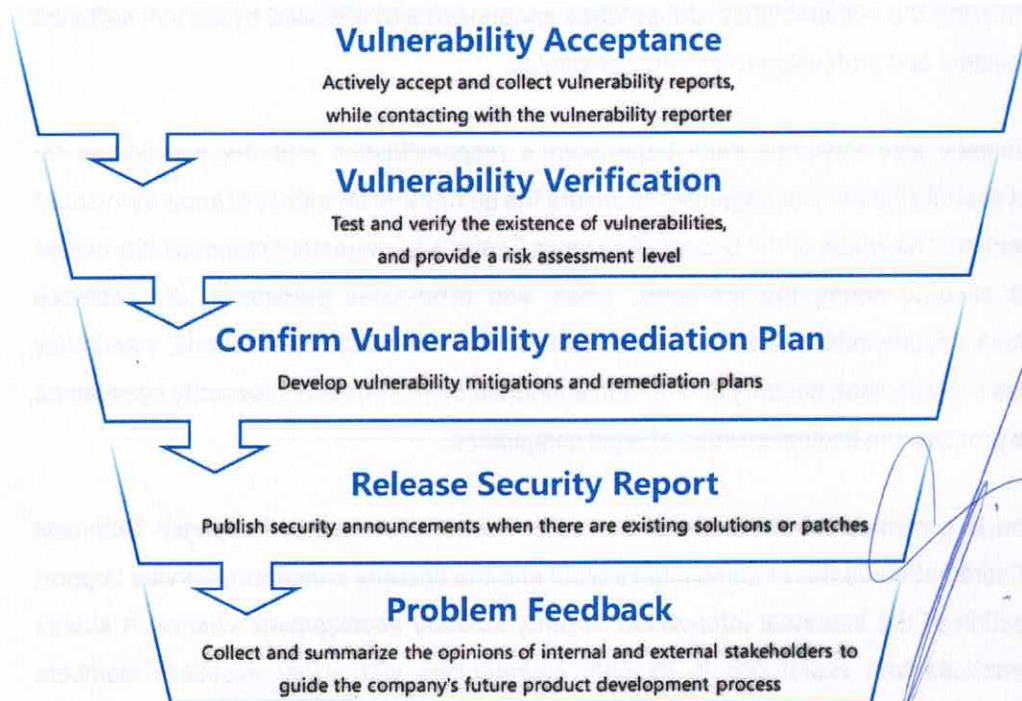 Vulnerability Acceptance
Actively accept and collect vulnerability reports,
while contacting with the vulnerability reporter
Vulnerability Verification
Test and verify the existence of vulnerabilities,
and provide a risk assessment level
Confirm Vulnerability remediation Plan
Develop vulnerability mitigations and remediation plans
Release Security Report
Publish security announcements when there are existing solutions or patches
Problem Feedback
Collect and summarize the opinions of internal and external stakeholders to
guide the company's future product development process